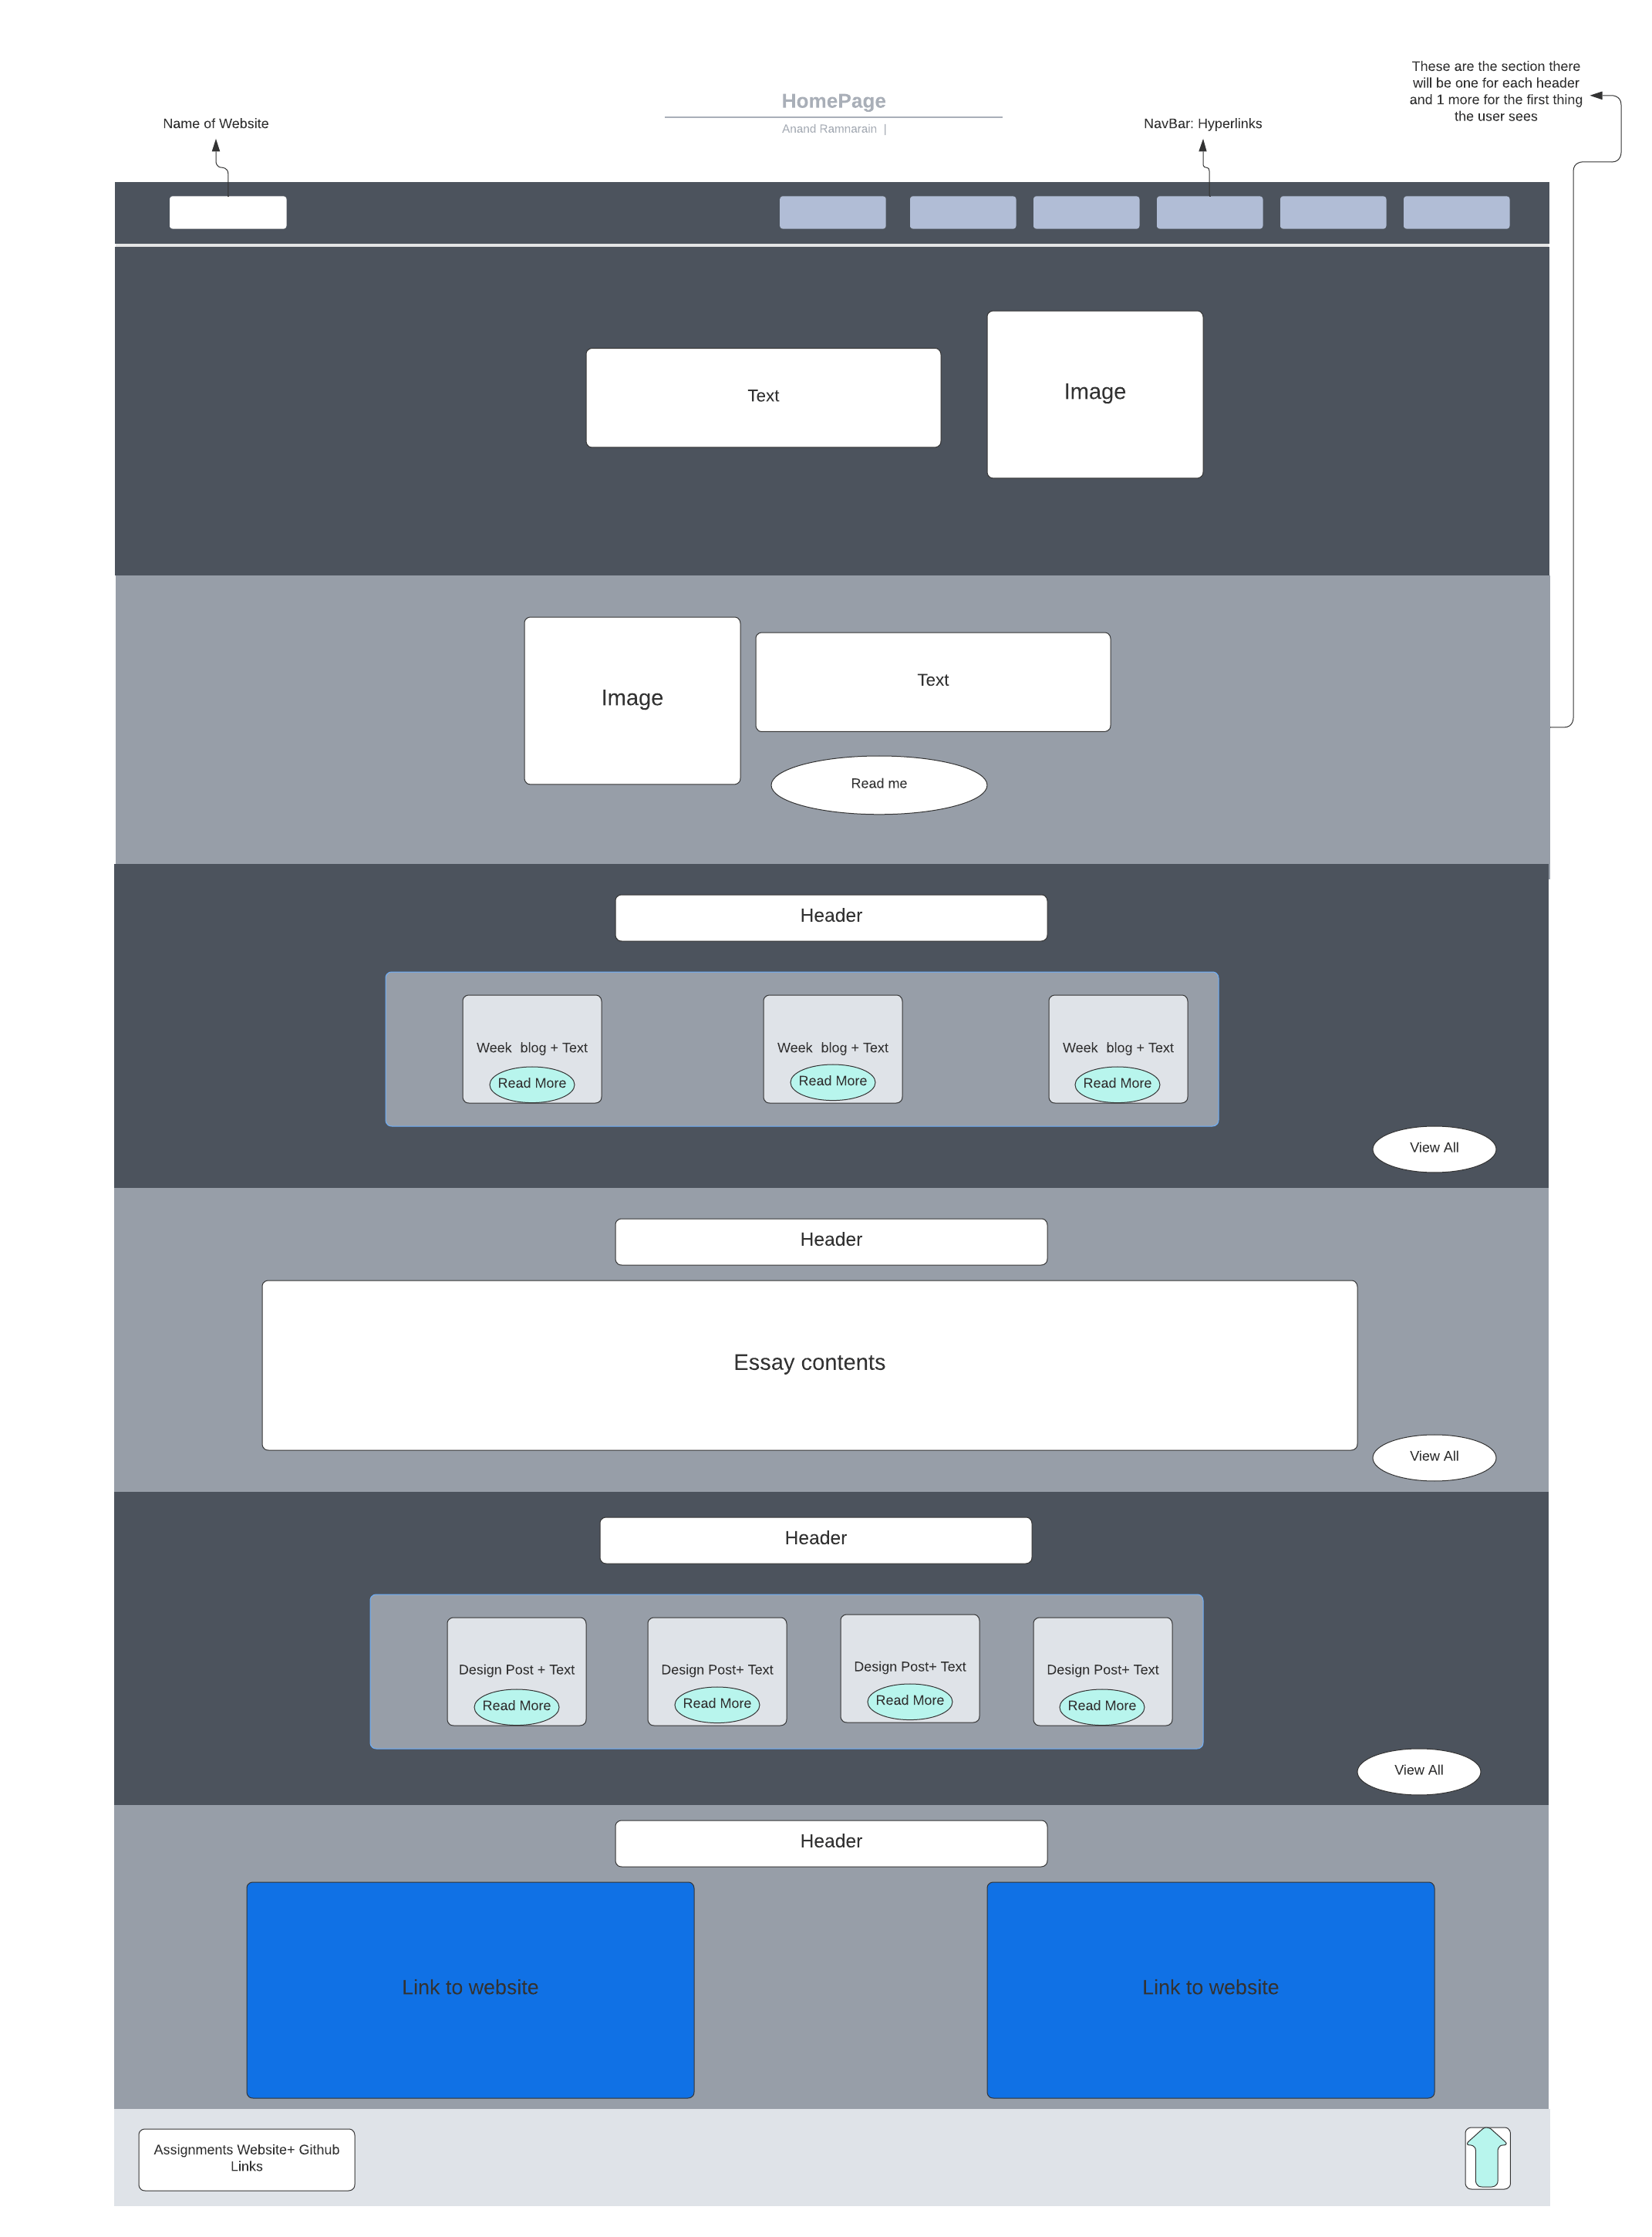 These are the section there
will be one for each header
and 1 more for the first thing
the user sees
HomePage
Anand Ramnarain  |
Name of Website
NavBar: Hyperlinks
Text
Image
Image
Text
Read me
Header
Week  blog + Text
Read More
Week  blog + Text
Read More
Week  blog + Text
Read More
View All
Header
Essay contents
View All
Header
Design Post + Text
Read More
Design Post+ Text
Read More
Design Post+ Text
Read More
Design Post+ Text
Read More
View All
Header
Link to website
Link to website
Assignments Website+ Github
Links